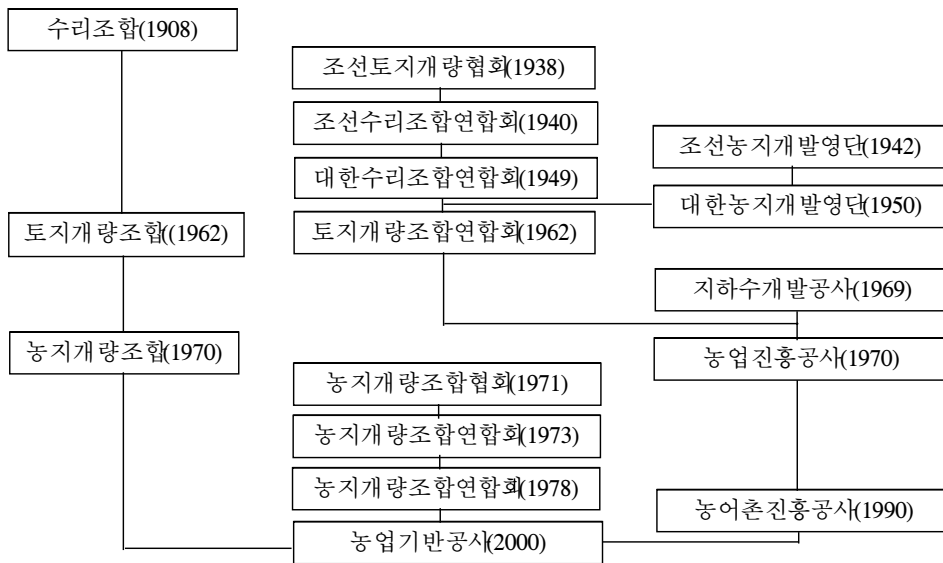 수리조합(1908)
조선토지개량협회(1938)
조선수리조합연합회(1940)
조선농지개발영단(1942)
대한수리조합연합회(1949)
대한농지개발영단(1950)
토지개량조합((1962)
토지개량조합연합회(1962)
지하수개발공사(1969)
농지개량조합(1970)
농업진흥공사(1970)
농지개량조합협회(1971)
농지개량조합연합회(1973)
농지개량조합연합회(1978)
농어촌진흥공사(1990)
농업기반공사(2000)